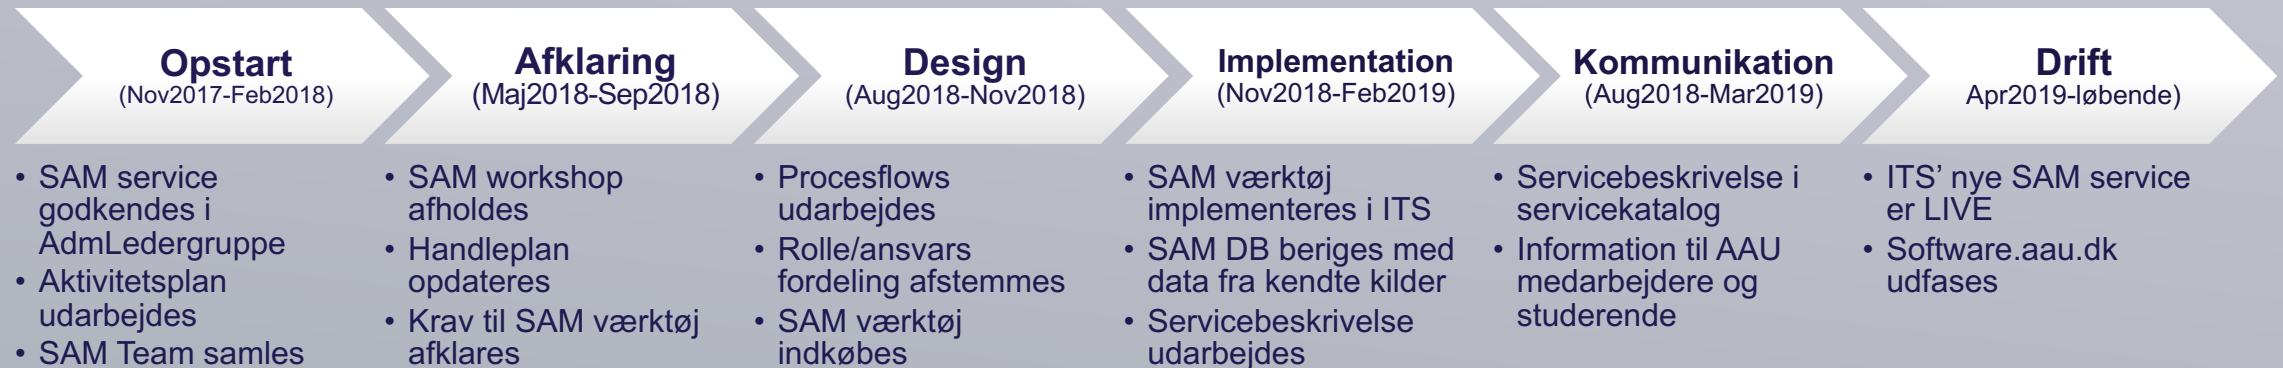 Opstart
(Nov2017-Feb2018)
• SAM service
godkendes i
AdmLedergruppe
• Aktivitetsplan
udarbejdes
• SAM Team samles
Afklaring
(Maj2018-Sep2018)
• SAM workshop
afholdes
• Handleplan
opdateres
• Krav til SAM værktøj
afklares
Design
(Aug2018-Nov2018)
• Procesflows
udarbejdes
• Rolle/ansvars
fordeling afstemmes
• SAM værktøj
indkøbes
Implementation
(Nov2018-Feb2019)
• SAM værktøj
implementeres i ITS
• SAM DB beriges med
data fra kendte kilder
• Servicebeskrivelse
udarbejdes
Kommunikation
(Aug2018-Mar2019)
• Servicebeskrivelse i
servicekatalog
• Information til AAU
medarbejdere og
studerende
Drift
Apr2019-løbende)
• ITS’ nye SAM service
er LIVE
• Software.aau.dk
udfases